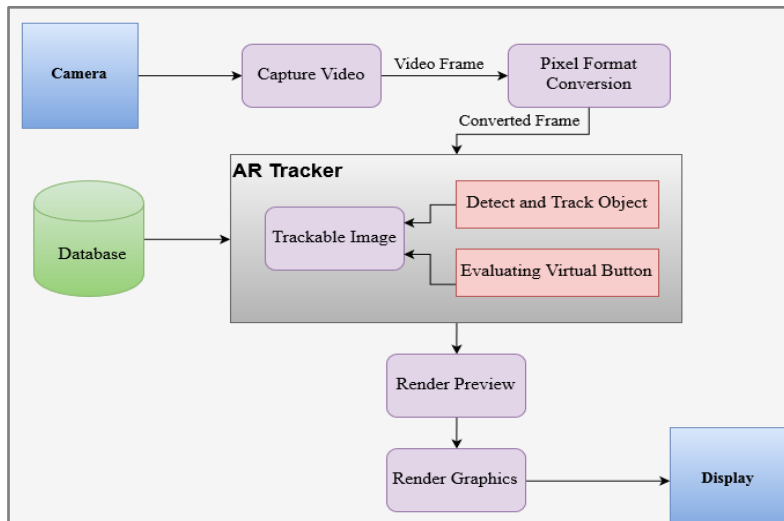 Camera
Capture Video
Video Frame
Pixel Format
Conversion
Converted Frame
AR Tracker
Database
Trackable Image
Detect and Track Object
Evaluating Virtual Button
Render Preview
Render Graphics
Display